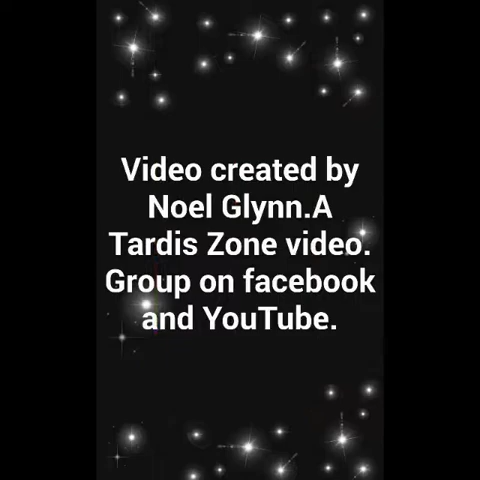 Video created by
Noel Glynn.A
Tardis Zone video.
Group on facebook
and YouTube.